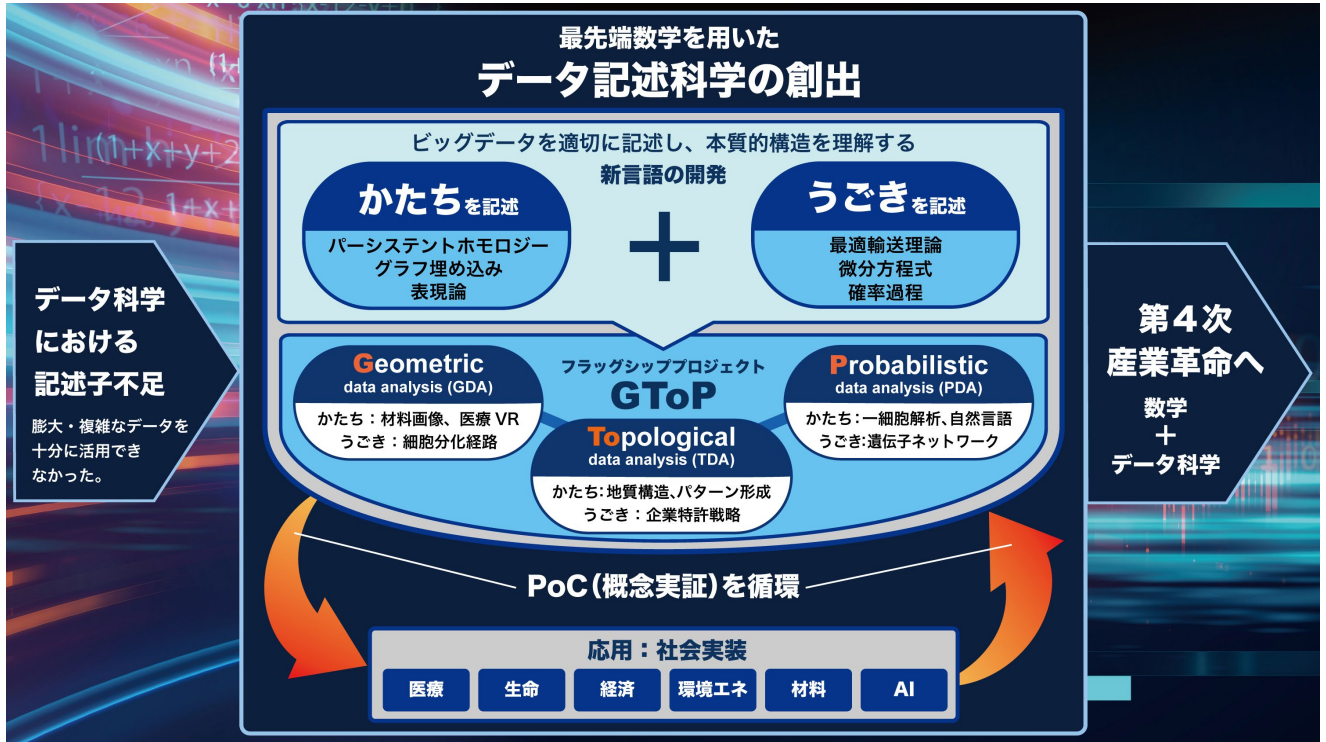 最先端数学を用いた
データ記述科学の創出
ビッグデータを適切に記述し、本質的構造を理解する
新言語の開発
かたちを記述
パーシステントホモロジー
グラフ埋め込み
表現論
+
うごきを記述
最適輸送理論
微分方程式
確率過程
データ科学
における
記述子不足
膨大・複雑なデータを
十分に活用でき
なかった。
Geometric
data analysis (GDA)
かたち：材料画像、医療 VR
うごき：細胞分化経路
フラッグシッププロジェクト
GToP
Topological
data analysis (TDA)
かたち：地質構造、パターン形成
うごき：企業特許戦略
Probabilistic
data analysis (PDA)
かたち：一細胞解析、自然言語
うごき：遺伝子ネットワーク
第4次
産業革命へ
数学
+
データ科学
PoC（概念実証）を循環
応用：社会実装
医療
生命
経済
環境エネ
材料
AI